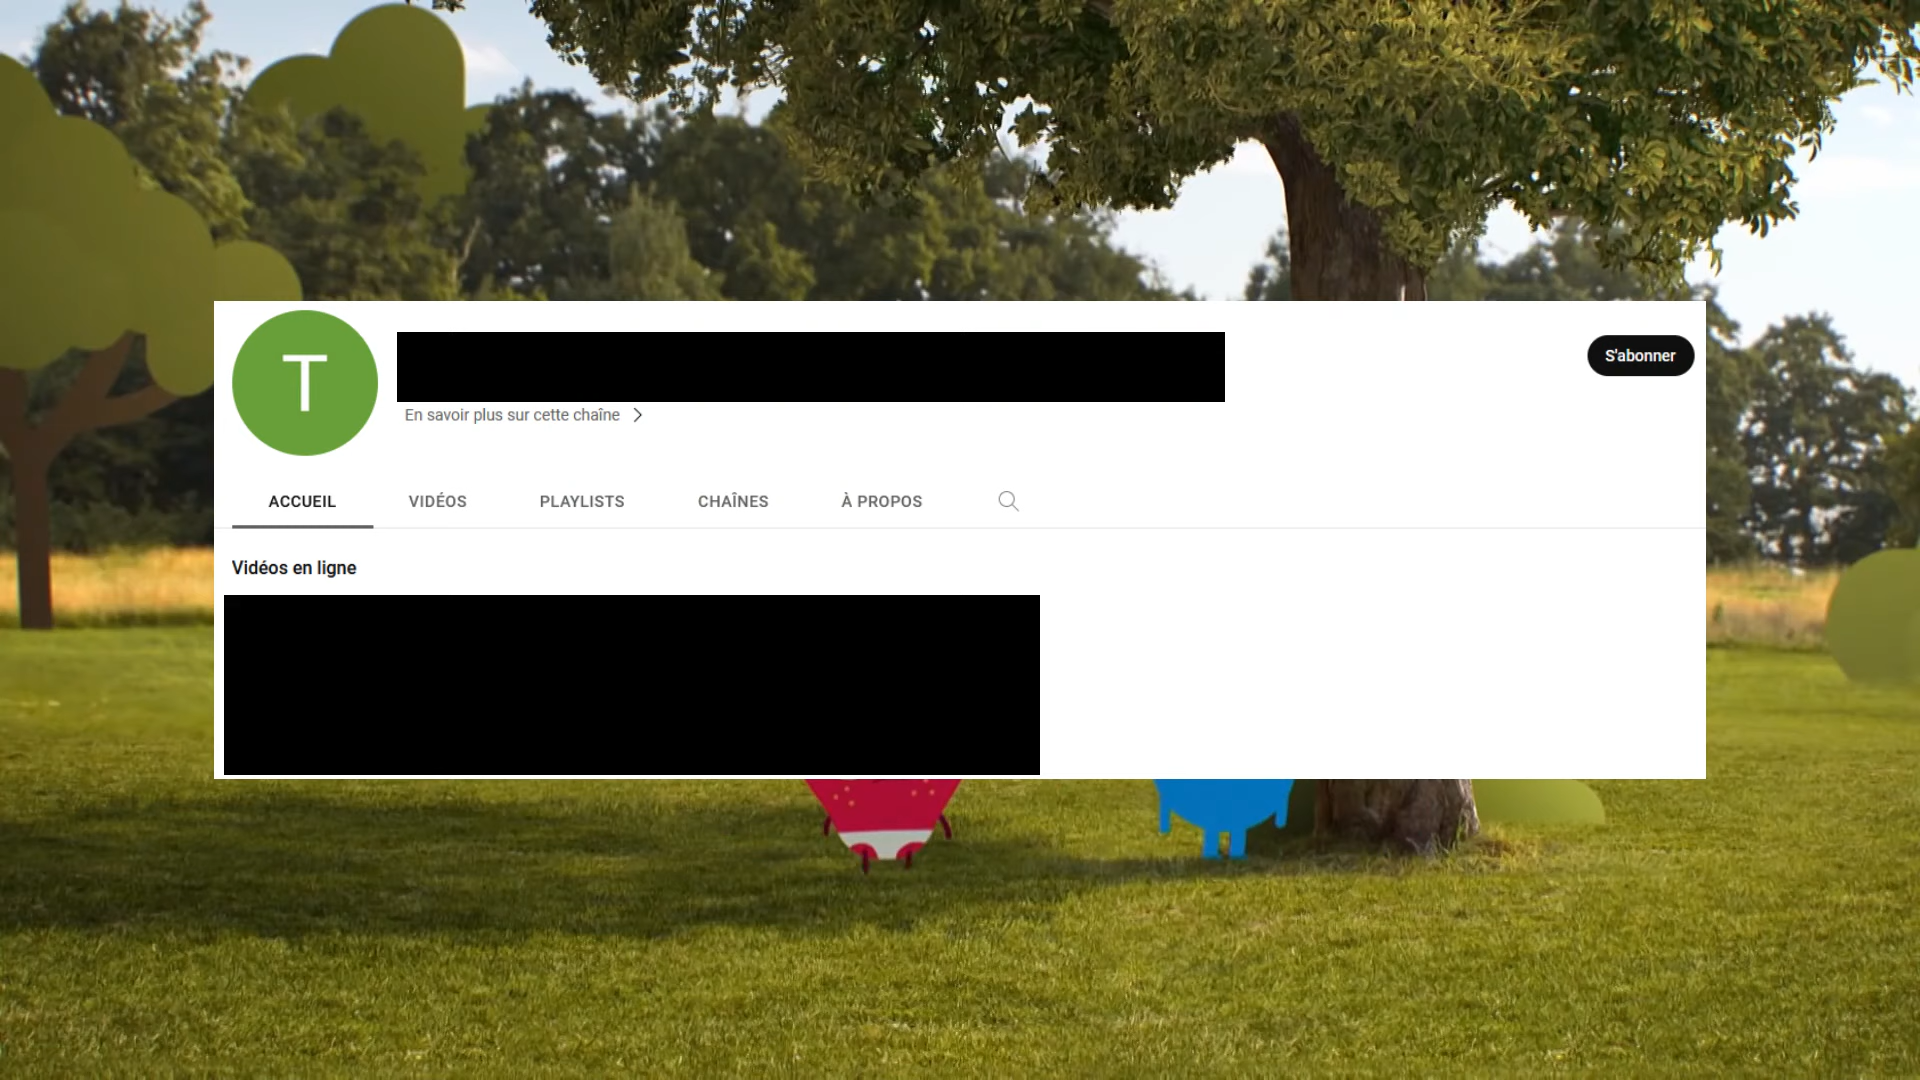 T
En savoir plus sur cette chaîne
S'abonner
ACCUEIL VIDÉOS PLAYLISTS CHAÎNES À PROPOS
Vidéos en ligne